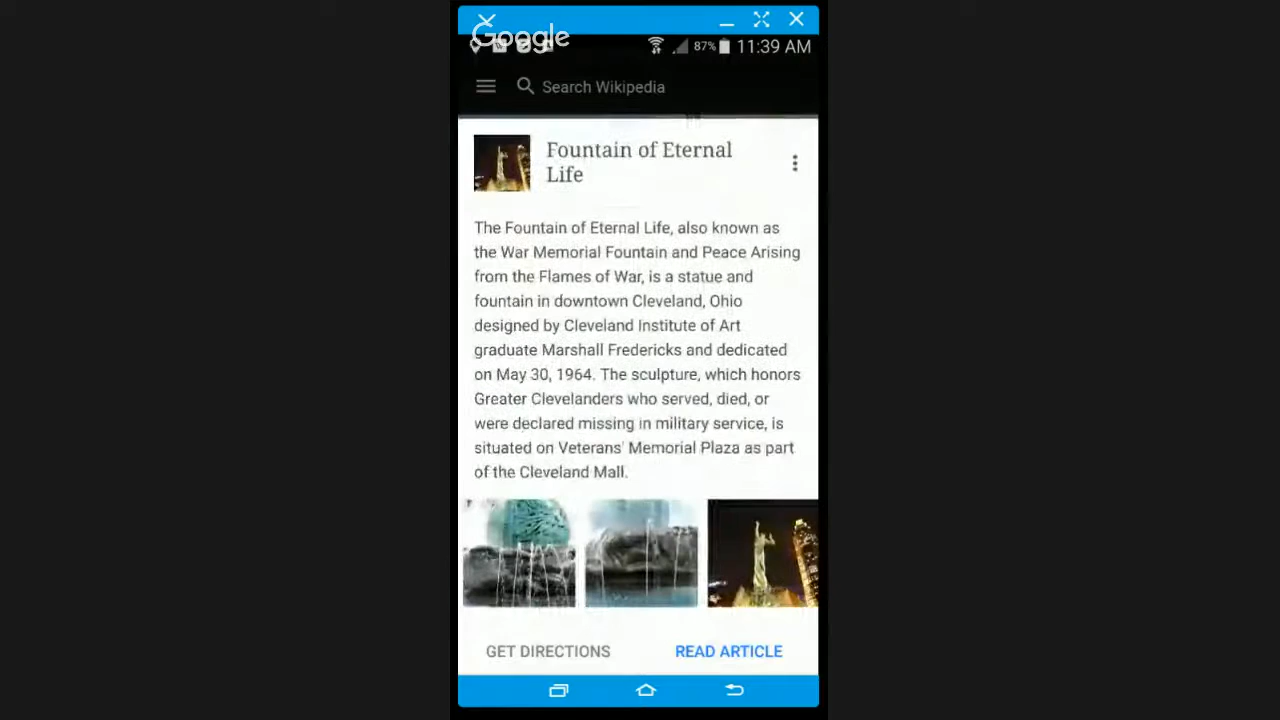 Google
87% 11:39 AM
Search Wikipedia
Fountain of Eternal
Life
The Fountain of Eternal Life, also known as
the War Memorial Fountain and Peace Arising
from the Flames of War, is a statue and
fountain in downtown Cleveland, Ohio
designed by Cleveland Institute of Art
graduate Marshall Fredericks and dedicated
on May 30, 1964. The sculpture, which honors
Greater Clevelanders who served, died, or
were declared missing in military service, is
situated on Veterans' Memorial Plaza as part
of the Cleveland Mall.
GET DIRECTIONS
READ ARTICLE